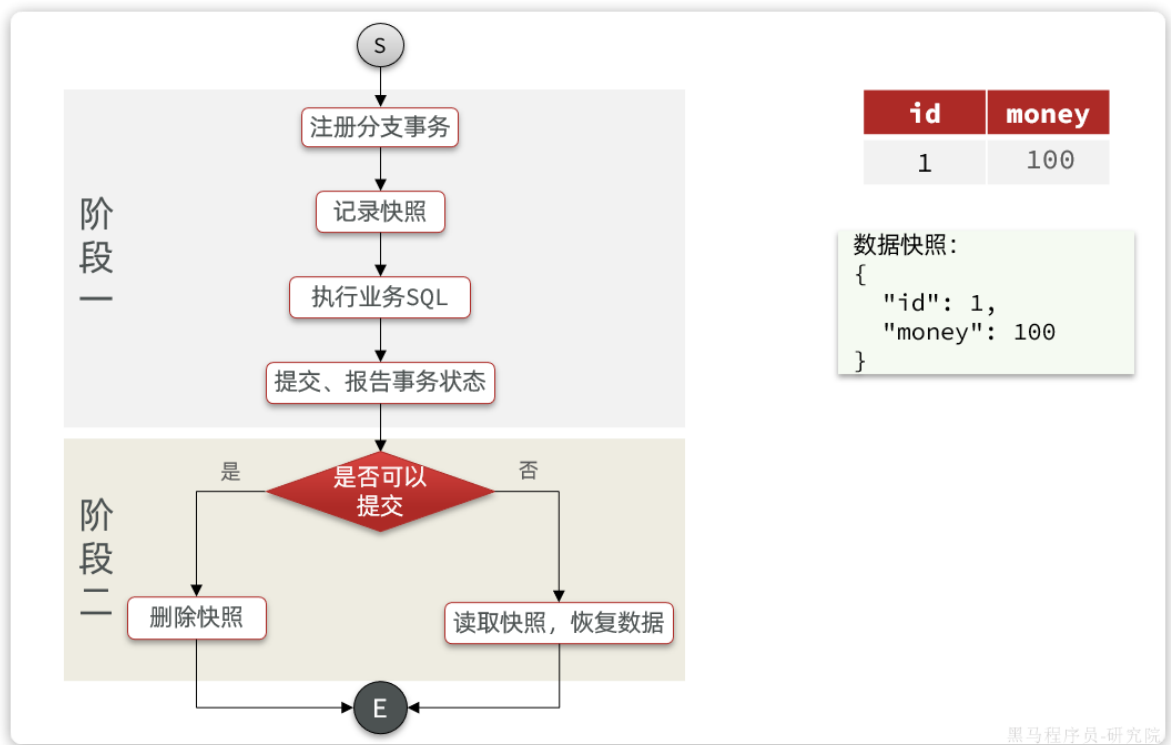 S
阶段一
注册分支事务
记录快照
执行业务SQL
提交、报告事务状态
阶段二
是否可以
提交
是
否
删除快照
读取快照，恢复数据
E
id money
1 100
数据快照：
{
"id": 1,
"money": 100
}
黑马程序员-研究院